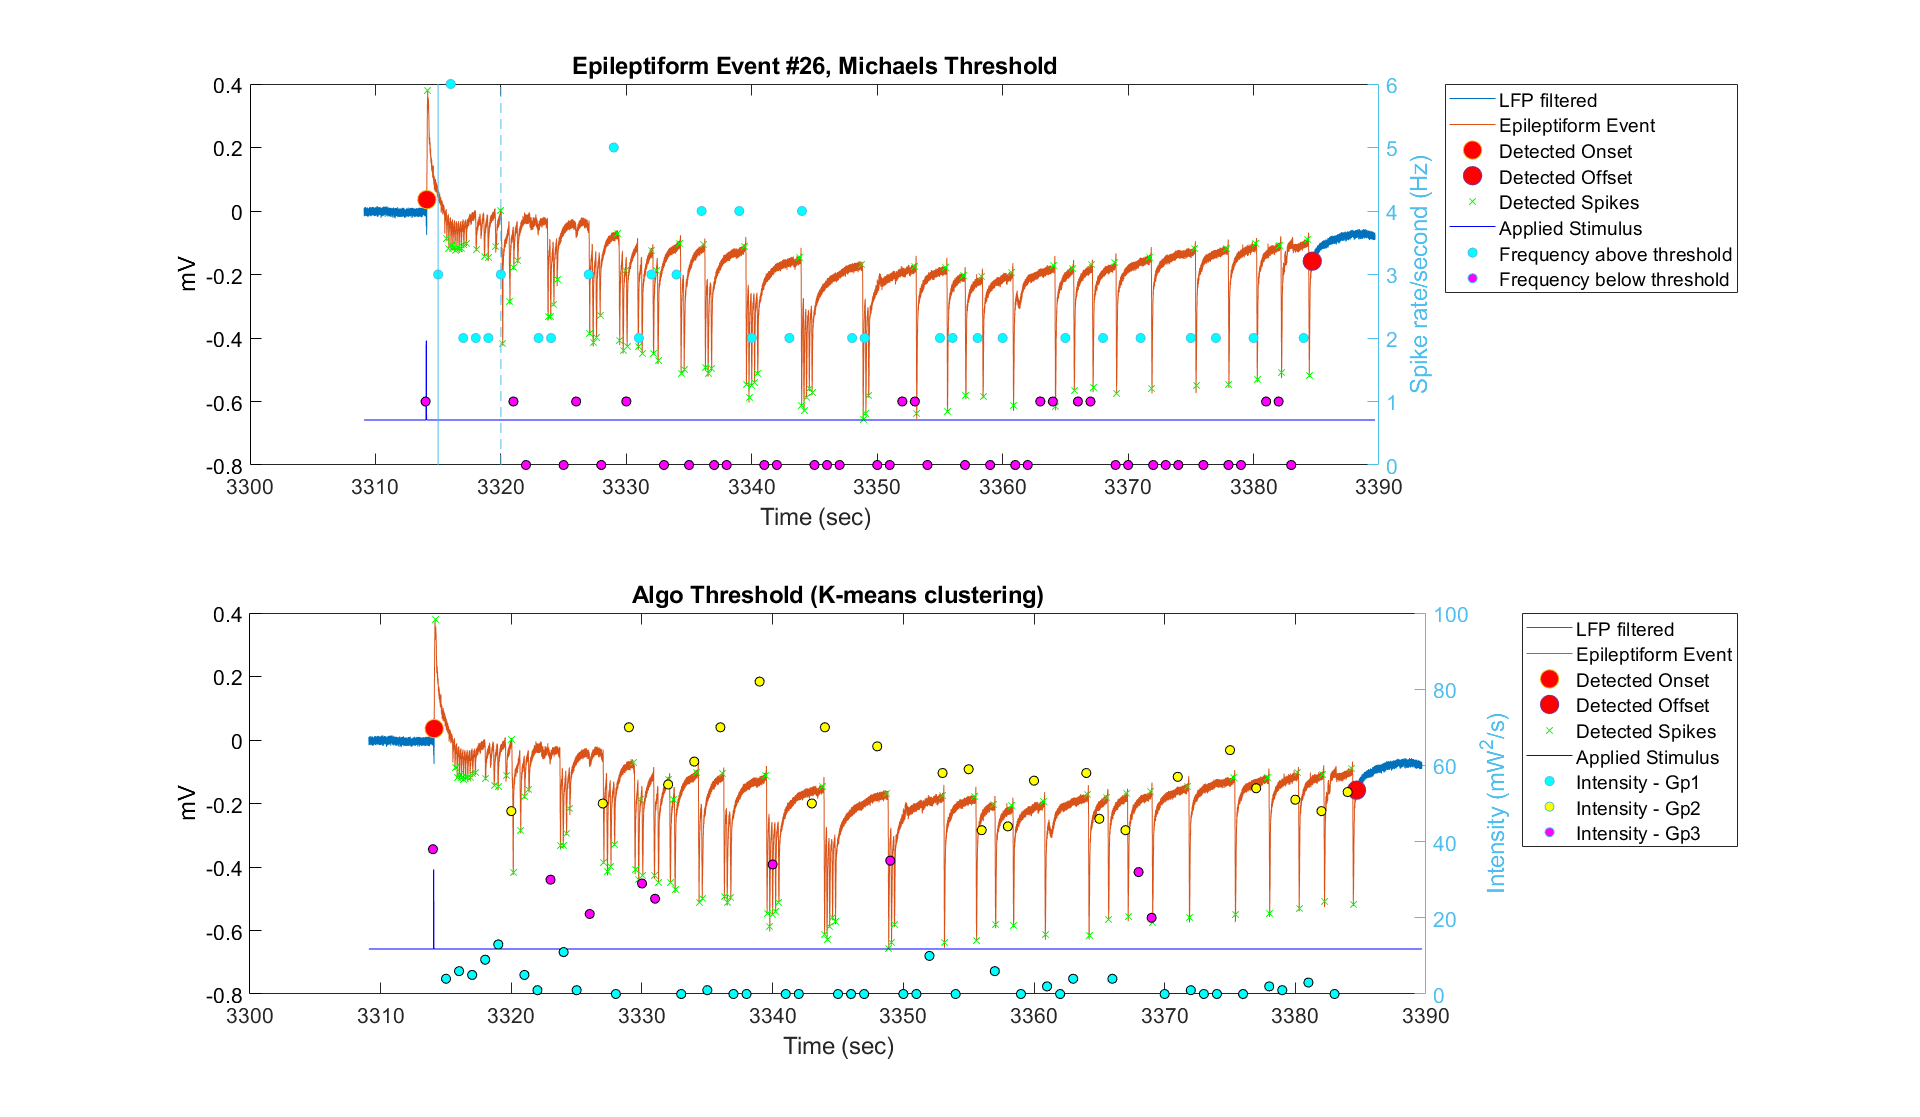 Epileptiform Event #26, Michaels Threshold
0.4
0.2
0
-0.2
-0.4
-0.6
-0.8
mV
3300
3310
3320
3330
3340
3350
3360
3370
3380
3390
Time (sec)
6
5
4
3
2
1
0
Spike rate/second (Hz)
LFP filtered
Epileptiform Event
Detected Onset
Detected Offset
Detected Spikes
Applied Stimulus
Frequency above threshold
Frequency below threshold
Algo Threshold (K-means clustering)
0.4
0.2
0
-0.2
-0.4
-0.6
-0.8
mV
3300
3310
3320
3330
3340
3350
3360
3370
3380
3390
Time (sec)
100
80
60
40
20
0
Intensity (mW²/s)
LFP filtered
Epileptiform Event
Detected Onset
Detected Offset
Detected Spikes
Applied Stimulus
Intensity - Gp1
Intensity - Gp2
Intensity - Gp3